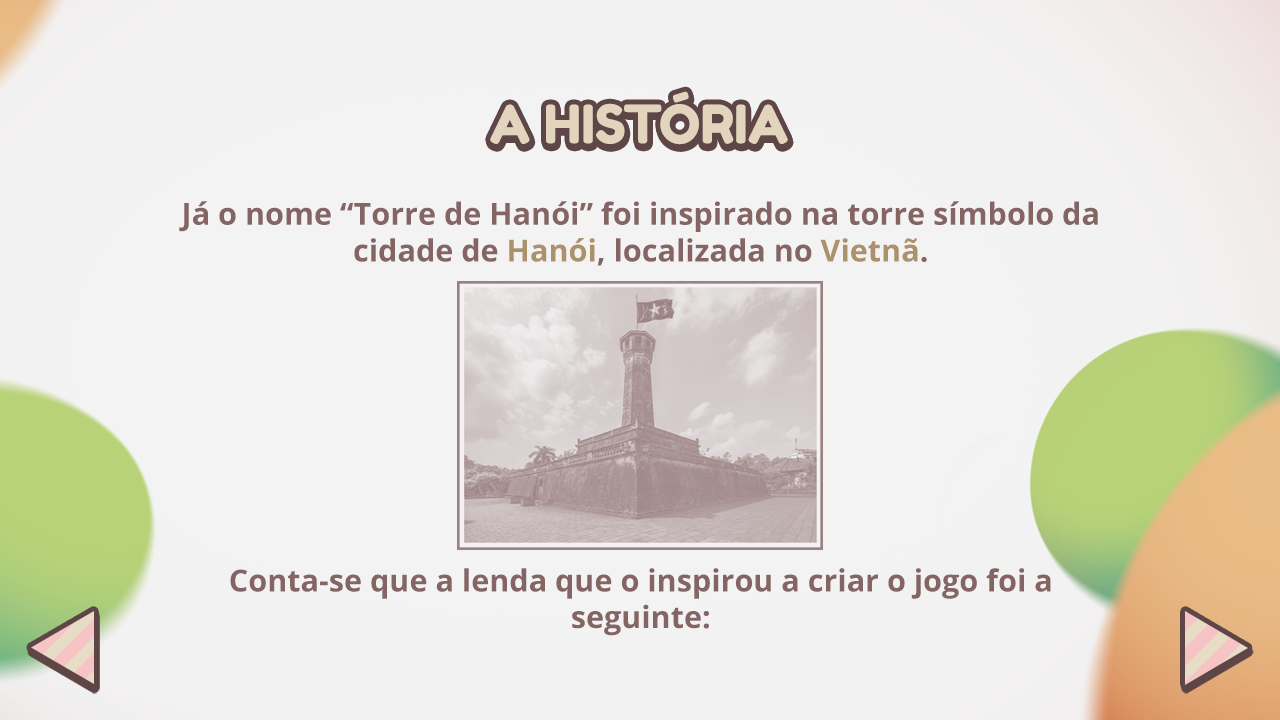 A HISTÓRIA
Já o nome “Torre de Hanói” foi inspirado na torre símbolo da
cidade de Hanói, localizada no Vietnã.
Conta-se que a lenda que o inspirou a criar o jogo foi a
seguinte: